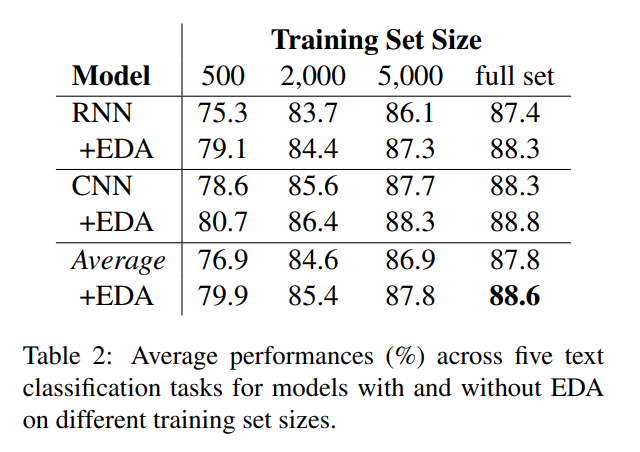 Training Set Size
Model 500 2,000 5,000 full set
RNN 75.3 83.7 86.1 87.4
+EDA 79.1 84.4 87.3 88.3
CNN 78.6 85.6 87.7 88.3
+EDA 80.7 86.4 88.3 88.8
Average 76.9 84.6 86.9 87.8
+EDA 79.9 85.4 87.8 88.6
Table 2: Average performances (%) across five text
classification tasks for models with and without EDA
on different training set sizes.